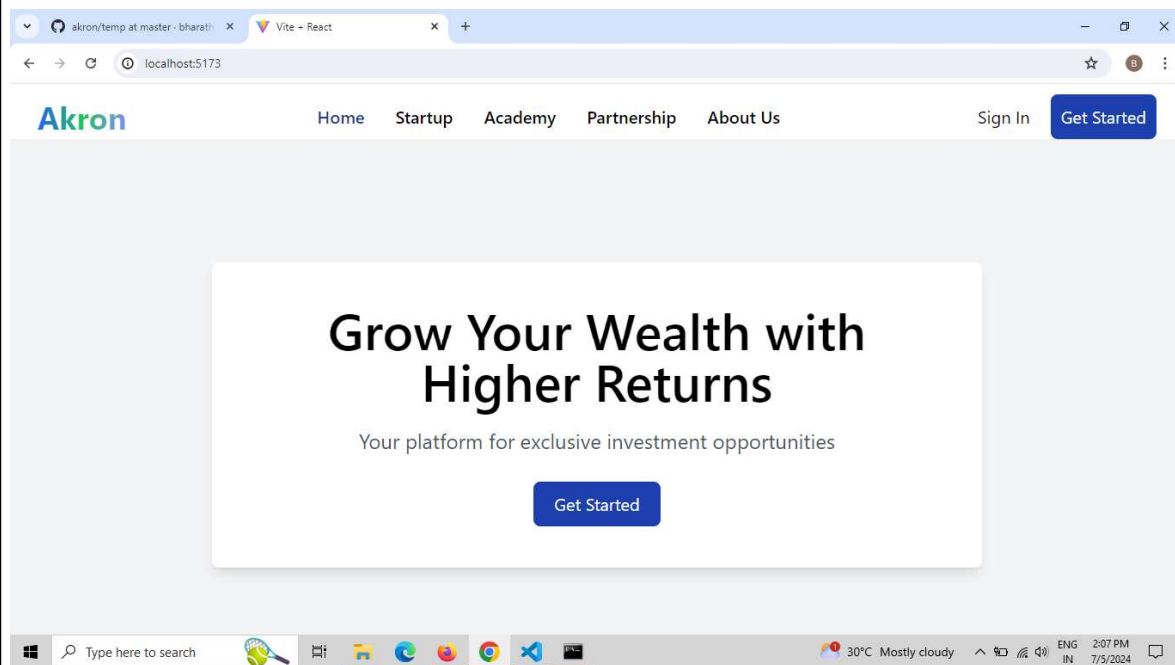 akron/temp at master · bharath
Vite + React
localhost:5173
B
Akron
Home Startup Academy Partnership About Us Sign In Get Started
Grow Your Wealth with
Higher Returns
Your platform for exclusive investment opportunities
Get Started
Type here to search
30°C Mostly cloudy
ENG
IN
2:07 PM
7/5/2024